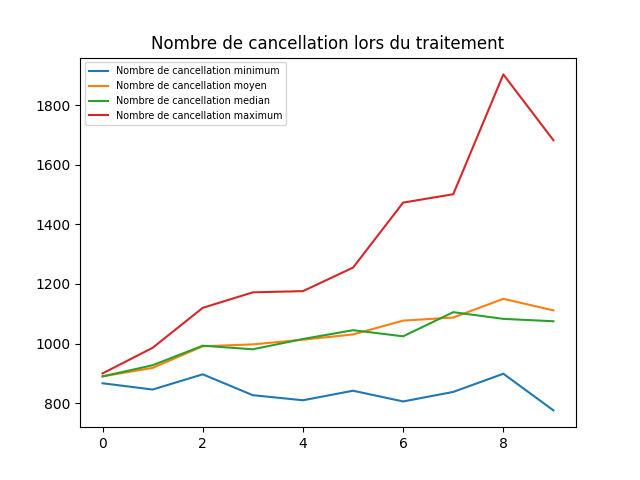 Nombre de cancellation lors du traitement
Nombre de cancellation minimum
Nombre de cancellation moyen
Nombre de cancellation median
Nombre de cancellation maximum
1800
1600
1400
1200
1000
800
0 2 4 6 8